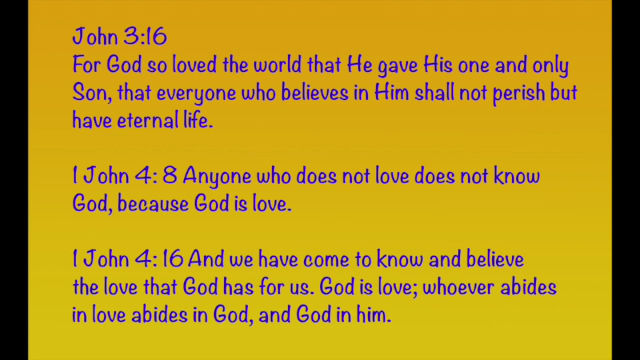 John 3:16
For God so loved the world that He gave His one and only
Son, that everyone who believes in Him shall not perish but
have eternal life.
1 John 4: 8 Anyone who does not love does not know
God, because God is love.
1 John 4: 16 And we have come to know and believe
the love that God has for us. God is love; whoever abides
in love abides in God, and God in him.